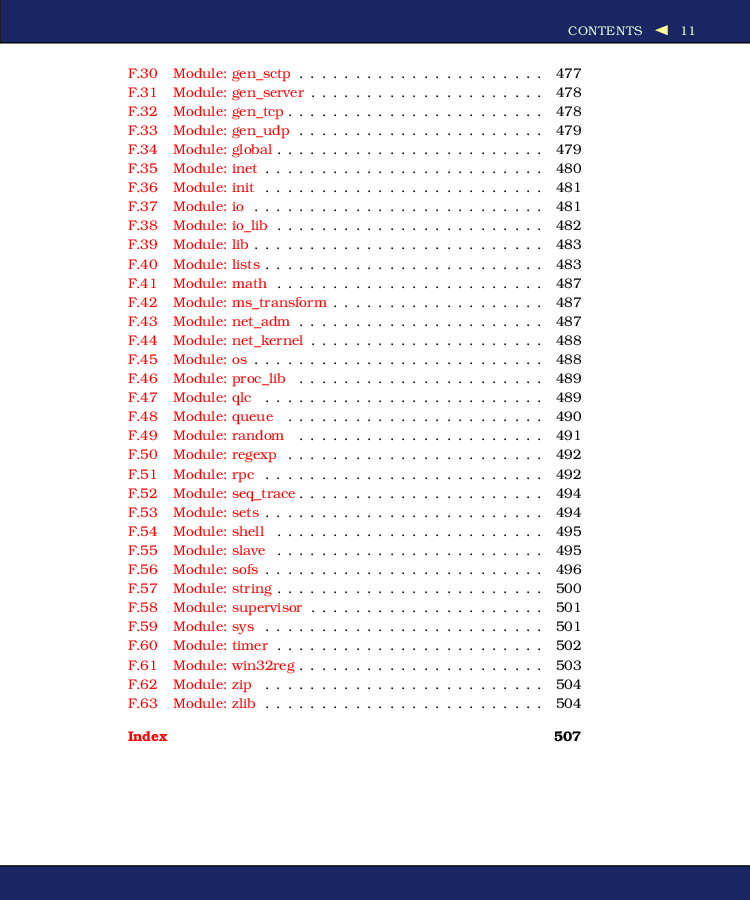 CONTENTS ◀ 11
F.30 Module: gen_sctp . . . . . . . . . . . . . . . . . . . . . 477
F.31 Module: gen_server . . . . . . . . . . . . . . . . . . . . 478
F.32 Module: gen_tcp . . . . . . . . . . . . . . . . . . . . . . 478
F.33 Module: gen_udp . . . . . . . . . . . . . . . . . . . . . 479
F.34 Module: global . . . . . . . . . . . . . . . . . . . . . . . 479
F.35 Module: inet . . . . . . . . . . . . . . . . . . . . . . . . 480
F.36 Module: init . . . . . . . . . . . . . . . . . . . . . . . . 481
F.37 Module: io . . . . . . . . . . . . . . . . . . . . . . . . . 481
F.38 Module: io_lib . . . . . . . . . . . . . . . . . . . . . . . 482
F.39 Module: lib . . . . . . . . . . . . . . . . . . . . . . . . . 483
F.40 Module: lists . . . . . . . . . . . . . . . . . . . . . . . . 483
F.41 Module: math . . . . . . . . . . . . . . . . . . . . . . . 487
F.42 Module: ms_transform . . . . . . . . . . . . . . . . . . 487
F.43 Module: net_adm . . . . . . . . . . . . . . . . . . . . . 487
F.44 Module: net_kernel . . . . . . . . . . . . . . . . . . . . 488
F.45 Module: os . . . . . . . . . . . . . . . . . . . . . . . . . 488
F.46 Module: proc_lib . . . . . . . . . . . . . . . . . . . . . 489
F.47 Module: qlc . . . . . . . . . . . . . . . . . . . . . . . . 489
F.48 Module: queue . . . . . . . . . . . . . . . . . . . . . . 490
F.49 Module: random . . . . . . . . . . . . . . . . . . . . . 491
F.50 Module: regexp . . . . . . . . . . . . . . . . . . . . . . 492
F.51 Module: rpc . . . . . . . . . . . . . . . . . . . . . . . . 492
F.52 Module: seq_trace . . . . . . . . . . . . . . . . . . . . . 494
F.53 Module: sets . . . . . . . . . . . . . . . . . . . . . . . . 494
F.54 Module: shell . . . . . . . . . . . . . . . . . . . . . . . 495
F.55 Module: slave . . . . . . . . . . . . . . . . . . . . . . . 495
F.56 Module: sofs . . . . . . . . . . . . . . . . . . . . . . . . 496
F.57 Module: string . . . . . . . . . . . . . . . . . . . . . . . 500
F.58 Module: supervisor . . . . . . . . . . . . . . . . . . . . 501
F.59 Module: sys . . . . . . . . . . . . . . . . . . . . . . . . 501
F.60 Module: timer . . . . . . . . . . . . . . . . . . . . . . . 502
F.61 Module: win32reg . . . . . . . . . . . . . . . . . . . . . 503
F.62 Module: zip . . . . . . . . . . . . . . . . . . . . . . . . 504
F.63 Module: zlib . . . . . . . . . . . . . . . . . . . . . . . . 504
Index 507